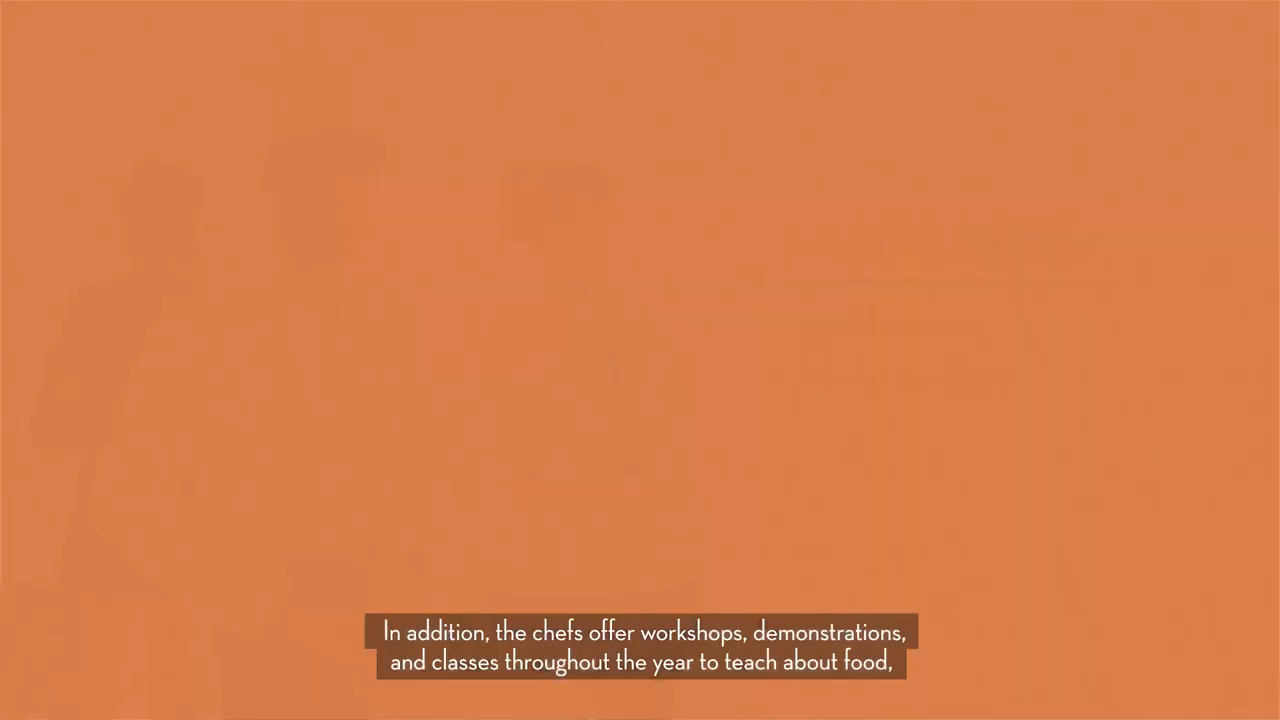 In addition, the chefs offer workshops, demonstrations,
and classes throughout the year to teach about food,